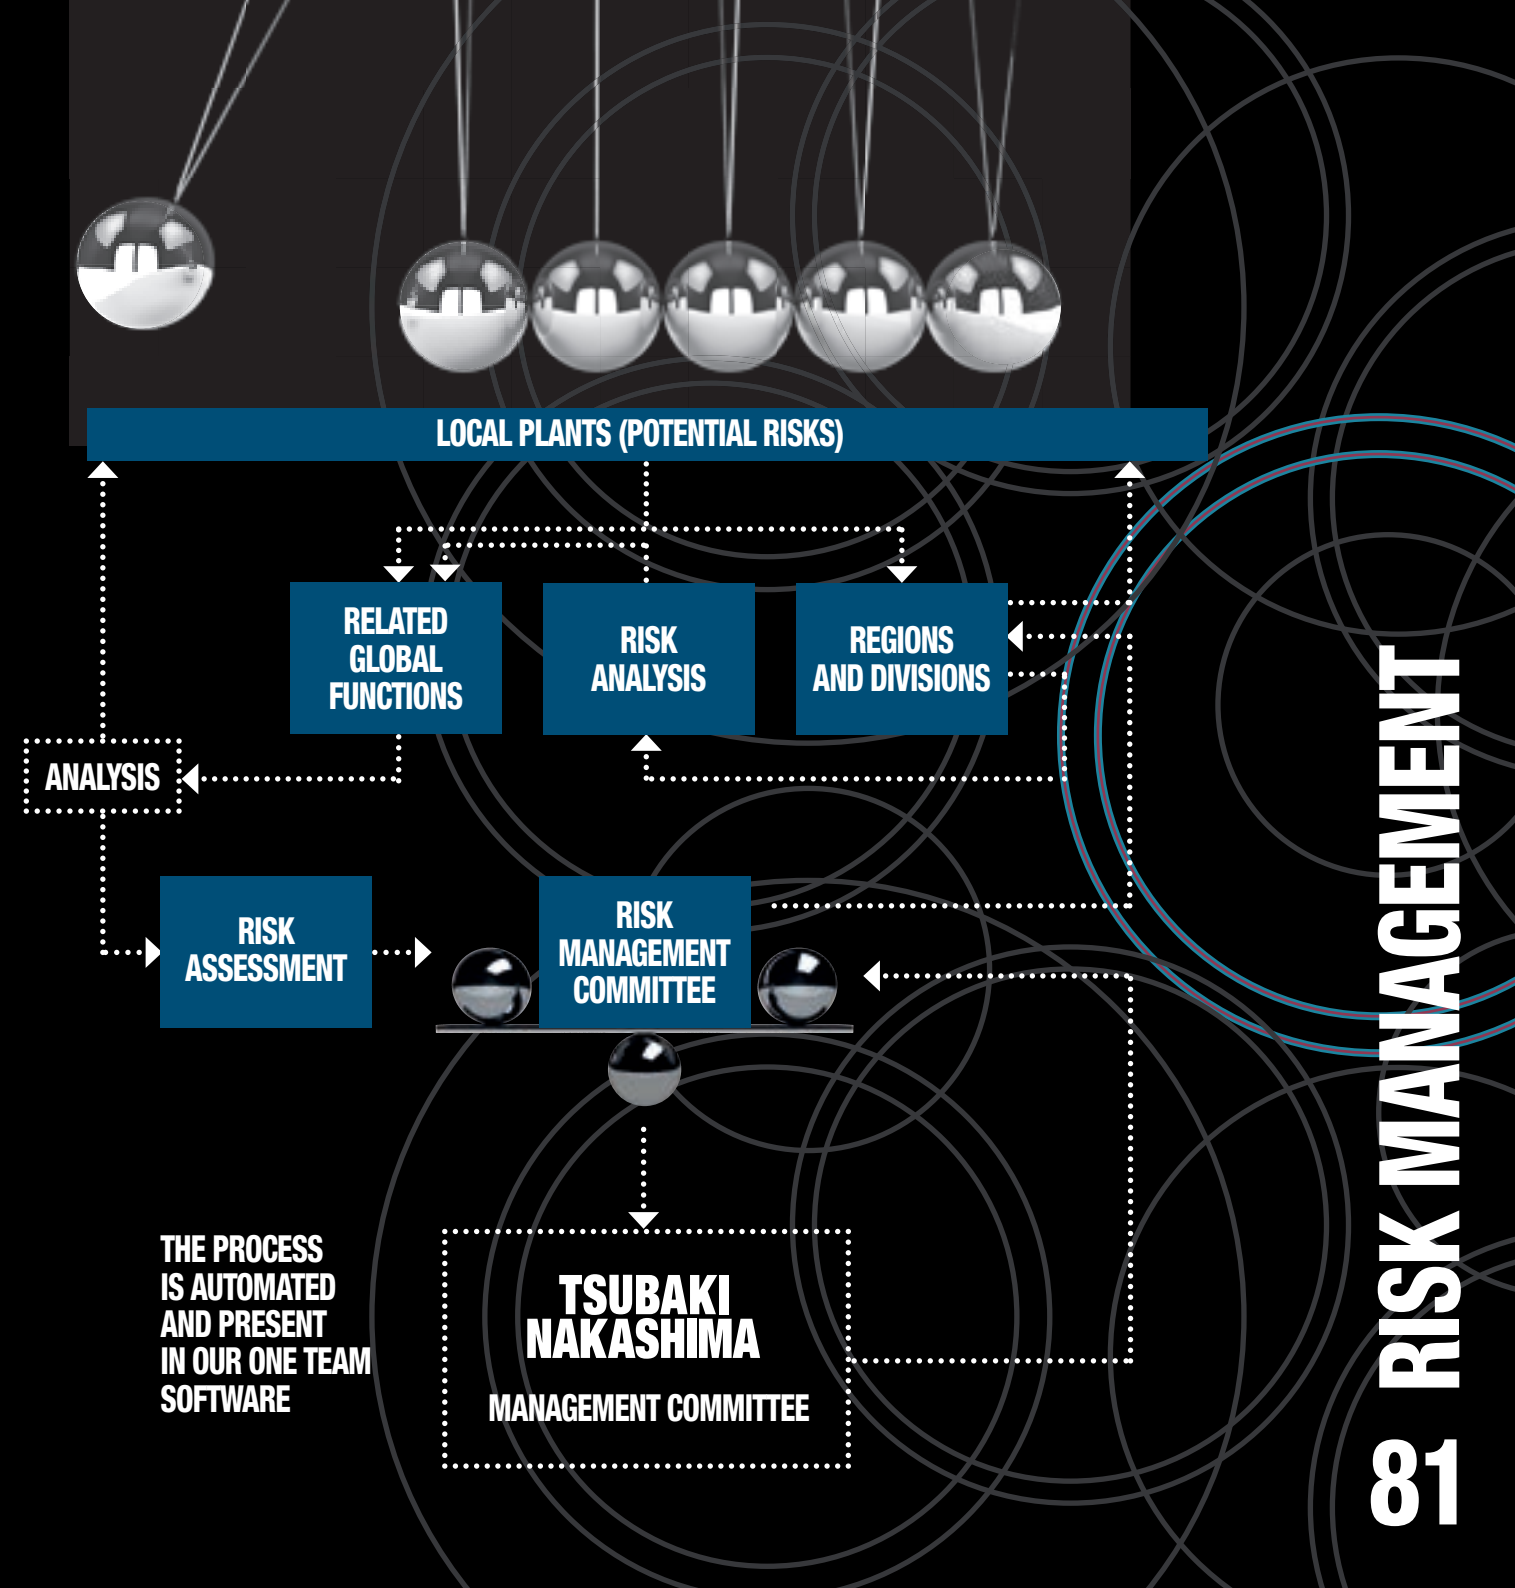 LOCAL PLANTS (POTENTIAL RISKS)
RELATED
GLOBAL
FUNCTIONS
RISK
ANALYSIS
REGIONS
AND DIVISIONS
ANALYSIS
RISK
ASSESSMENT
RISK
MANAGEMENT
COMMITTEE
THE PROCESS
IS AUTOMATED
AND PRESENT
IN OUR ONE TEAM
SOFTWARE
TSUBAKI
NAKASHIMA
MANAGEMENT COMMITTEE
RISK MANAGEMENT
81